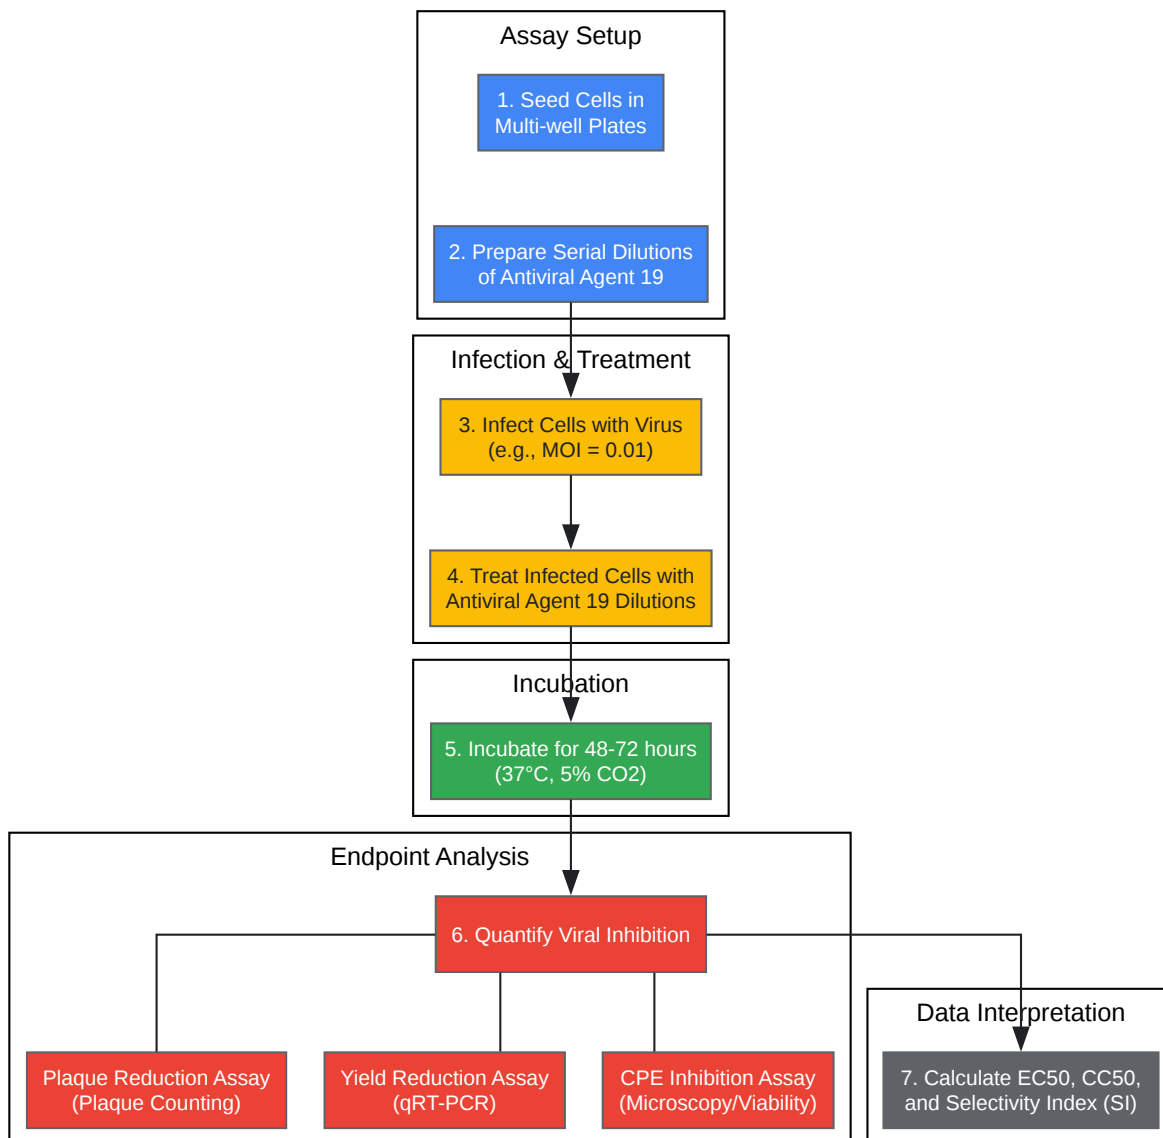 Assay Setup
1. Seed Cells in
Multi-well Plates
2. Prepare Serial Dilutions
of Antiviral Agent 19
Infection & Treatment
3. Infect Cells with Virus
(e.g., MOI = 0.01)
4. Treat Infected Cells with
Antiviral Agent 19 Dilutions
Incubation
5. Incubate for 48-72 hours
(37°C, 5% CO2)
Endpoint Analysis
6. Quantify Viral Inhibition
Plaque Reduction Assay
(Plaque Counting)
Yield Reduction Assay
(qRT-PCR)
CPE Inhibition Assay
(Microscopy/Viability)
Data Interpretation
7. Calculate EC50, CC50,
and Selectivity Index (SI)